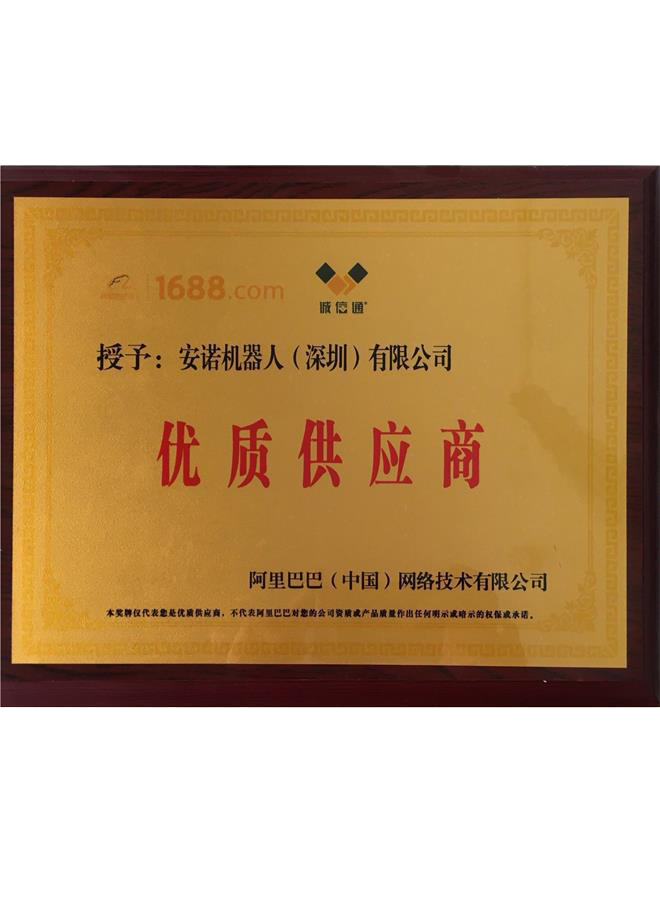 1688.com
诚信通®
授予：安诺机器人（深圳）有限公司
优质供应商
阿里巴巴（中国）网络技术有限公司
本奖牌仅代表您是优质供应商，不代表阿里巴巴对您的公司资质或产品质量作出任何明示或暗示的权保或承诺。